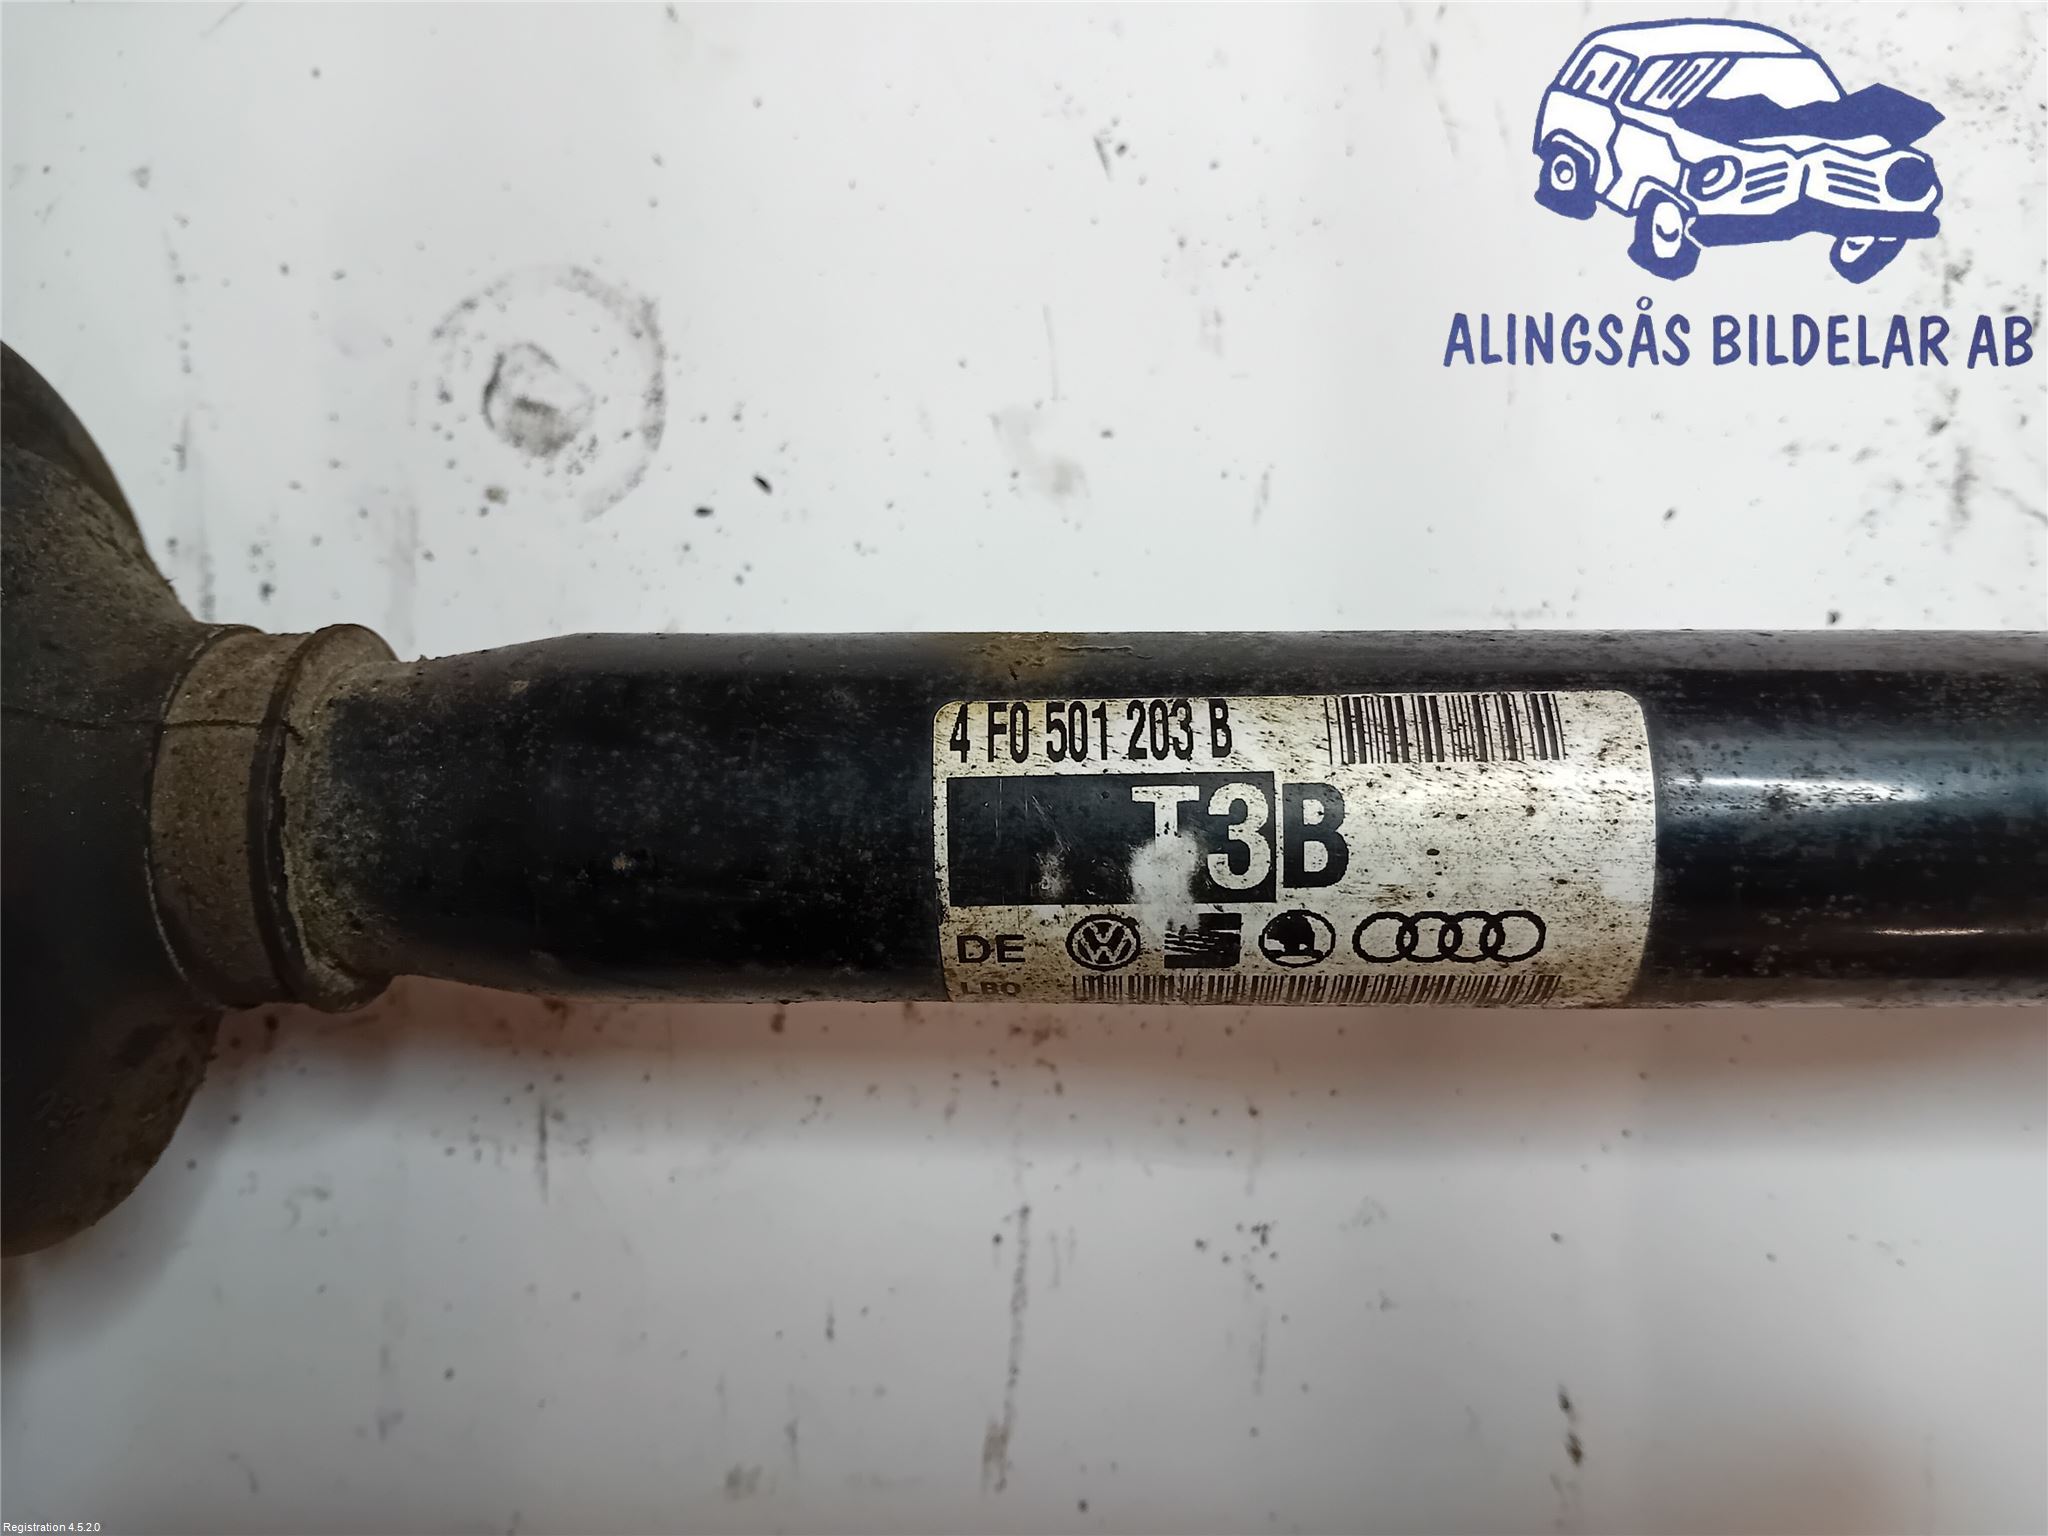 ALINGSÅS BILDELAR AB
4 F0 501 203 B
T3B
DE
LBO
Registration 4.5.2.0